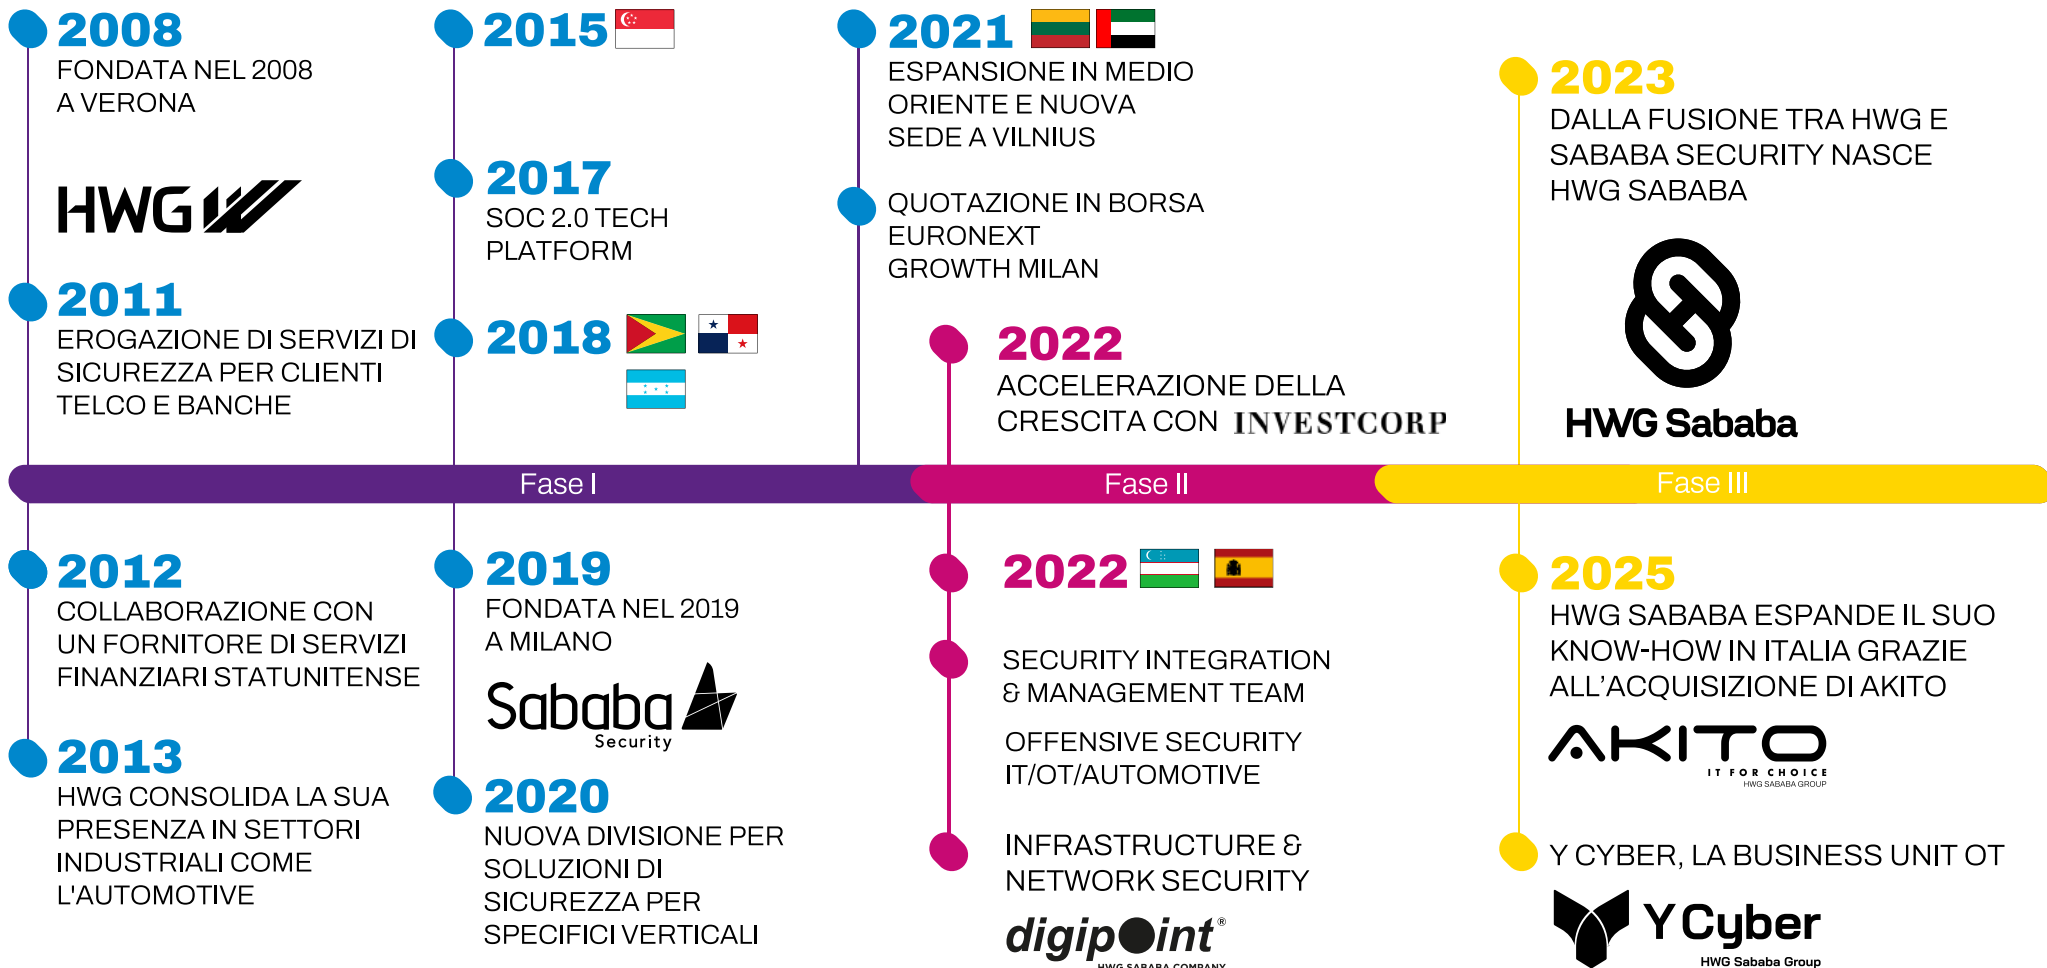 2008
FONDATA NEL 2008
A VERONA
HWG
2011
EROGAZIONE DI SERVIZI DI
SICUREZZA PER CLIENTI
TELCO E BANCHE
2015
2017
SOC 2.0 TECH
PLATFORM
2018
2021
ESPANSIONE IN MEDIO
ORIENTE E NUOVA
SEDE A VILNIUS
QUOTAZIONE IN BORSA
EURONEXT
GROWTH MILAN
2022
ACCELERAZIONE DELLA
CRESCITA CON INVESTCORP
2023
DALLA FUSIONE TRA HWG E
SABABA SECURITY NASCE
HWG SABABA
HWG Sababa
Fase I
Fase II
Fase III
2012
COLLABORAZIONE CON
UN FORNITORE DI SERVIZI
FINANZIARI STATUNITENSE
2013
HWG CONSOLIDA LA SUA
PRESENZA IN SETTORI
INDUSTRIALI COME
L'AUTOMOTIVE
2019
FONDATA NEL 2019
A MILANO
Sababa
Security
2020
NUOVA DIVISIONE PER
SOLUZIONI DI
SICUREZZA PER
SPECIFICI VERTICALI
2022
SECURITY INTEGRATION
& MANAGEMENT TEAM
OFFENSIVE SECURITY
IT/OT/AUTOMOTIVE
INFRASTRUCTURE &
NETWORK SECURITY
digipoint®
HWG SABABA COMPANY
2025
HWG SABABA ESPANDE IL SUO
KNOW-HOW IN ITALIA GRAZIE
ALL’ACQUISIZIONE DI AKITO
AKITO
IT FOR CHOICE
HWG SABABA GROUP
Y CYBER, LA BUSINESS UNIT OT
Y Cyber
HWG Sababa Group